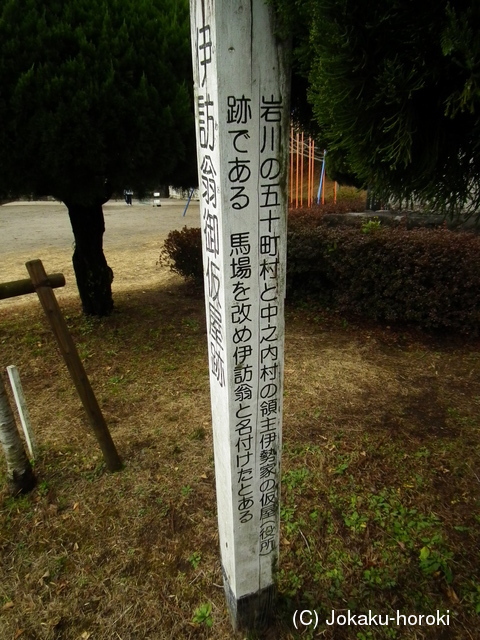 岩川の五十町村と中之内村の領主伊勢家の仮屋(役所)
跡である 馬場を改め伊訪翁と名付けたとある
伊訪翁御仮屋跡
(C) Jokaku-horoki